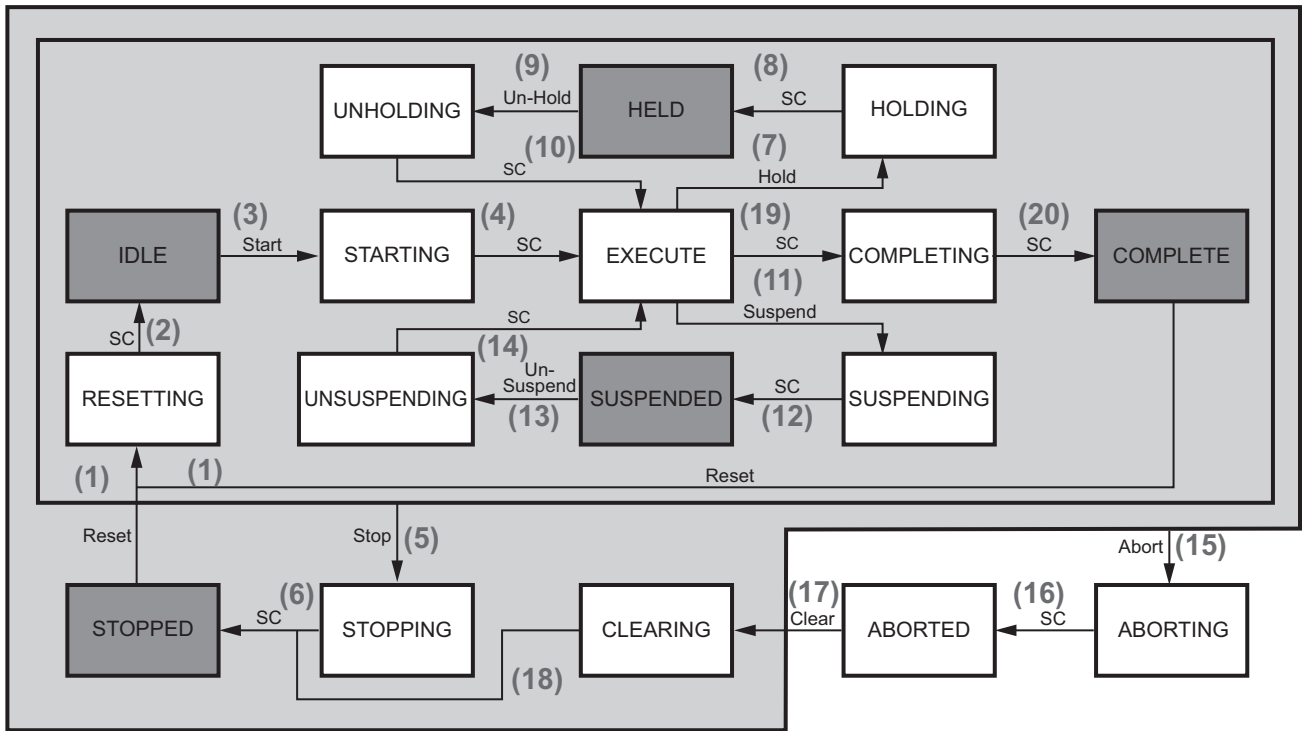 (9)
(8)
UNHOLDING
Un-Hold
HELD
SC
HOLDING
(10)
(7)
SC
Hold
(3)
(4)
(19)
(20)
IDLE
Start
STARTING
SC
EXECUTE
SC
COMPLETING
SC
COMPLETE
(11)
SC
(2)
SC
(14)
Suspend
RESETTING
UNSUSPENDING
Un-
Suspend
(13)
SUSPENDED
SC
(12)
SUSPENDING
(1)
(1)
Reset
Reset
Stop
(5)
Abort
(15)
STOPPED
(6)
SC
STOPPING
CLEARING
(17)
Clear
ABORTED
(16)
SC
ABORTING
(18)